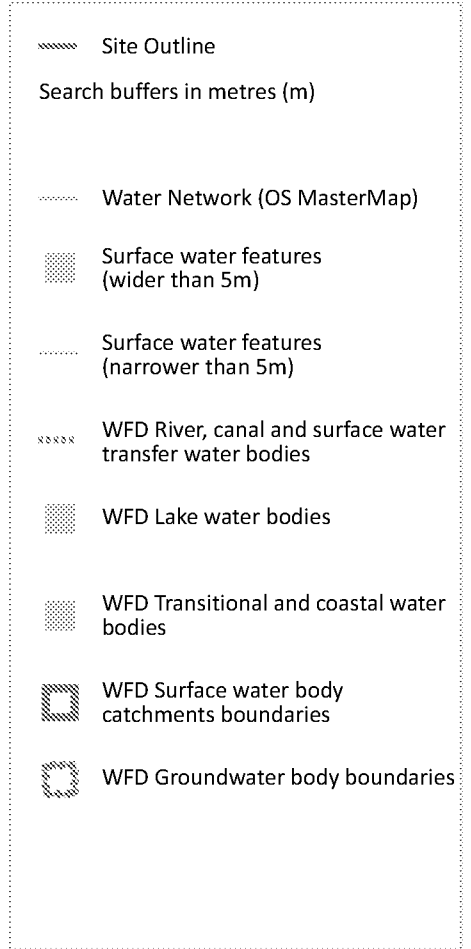 Site Outline
Search buffers in metres (m)
Water Network (OS MasterMap)
Surface water features
(wider than 5m)
Surface water features
(narrower than 5m)
WFD River, canal and surface water
transfer water bodies
WFD Lake water bodies
WFD Transitional and coastal water
bodies
WFD Surface water body
catchments boundaries
WFD Groundwater body boundaries